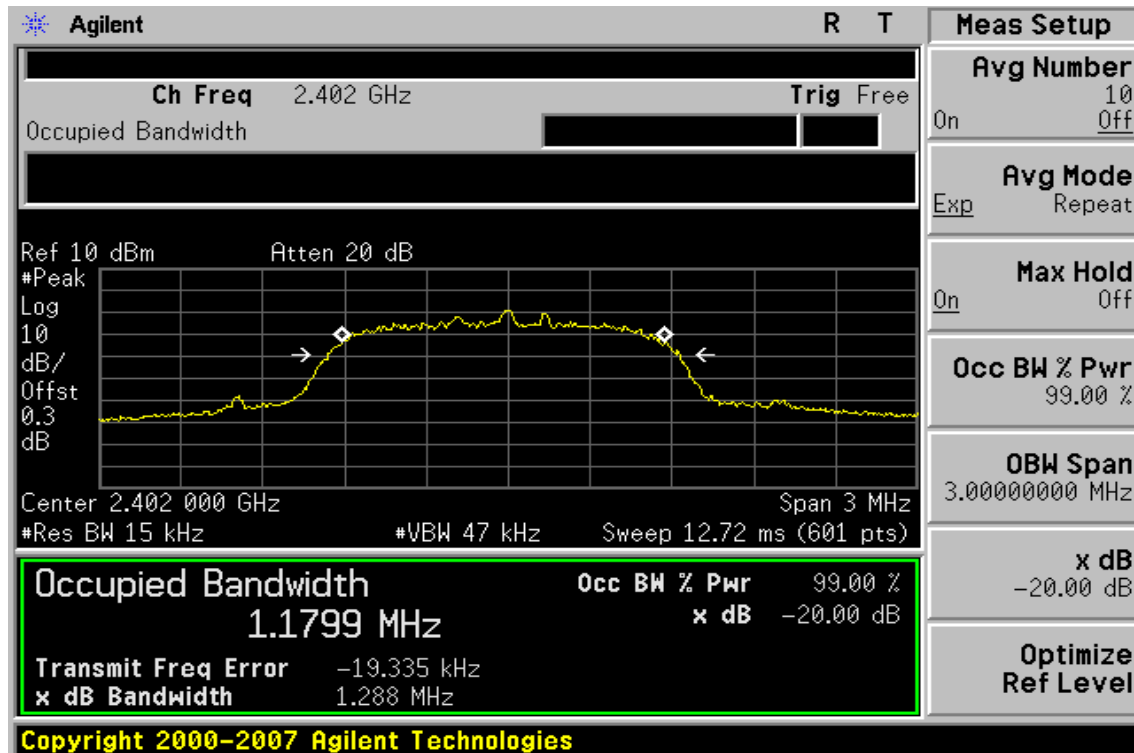 Agilent R T
Ch Freq 2.402 GHz Trig Free
Occupied Bandwidth
Ref 10 dBm Atten 20 dB
#Peak
Log
10
dB/
Offst
0.3
dB
Center 2.402 000 GHz Span 3 MHz
#Res BW 15 kHz #VBW 47 kHz Sweep 12.72 ms (601 pts)
Occupied Bandwidth Occ BW % Pwr 99.00 %
1.1799 MHz x dB -20.00 dB
Transmit Freq Error -19.335 kHz
x dB Bandwidth 1.288 MHz
Copyright 2000-2007 Agilent Technologies
Meas Setup
Avg Number
10
On Off
Avg Mode
Exp Repeat
Max Hold
On Off
Occ BW % Pwr
99.00 %
OBW Span
3.00000000 MHz
x dB
-20.00 dB
Optimize
Ref Level